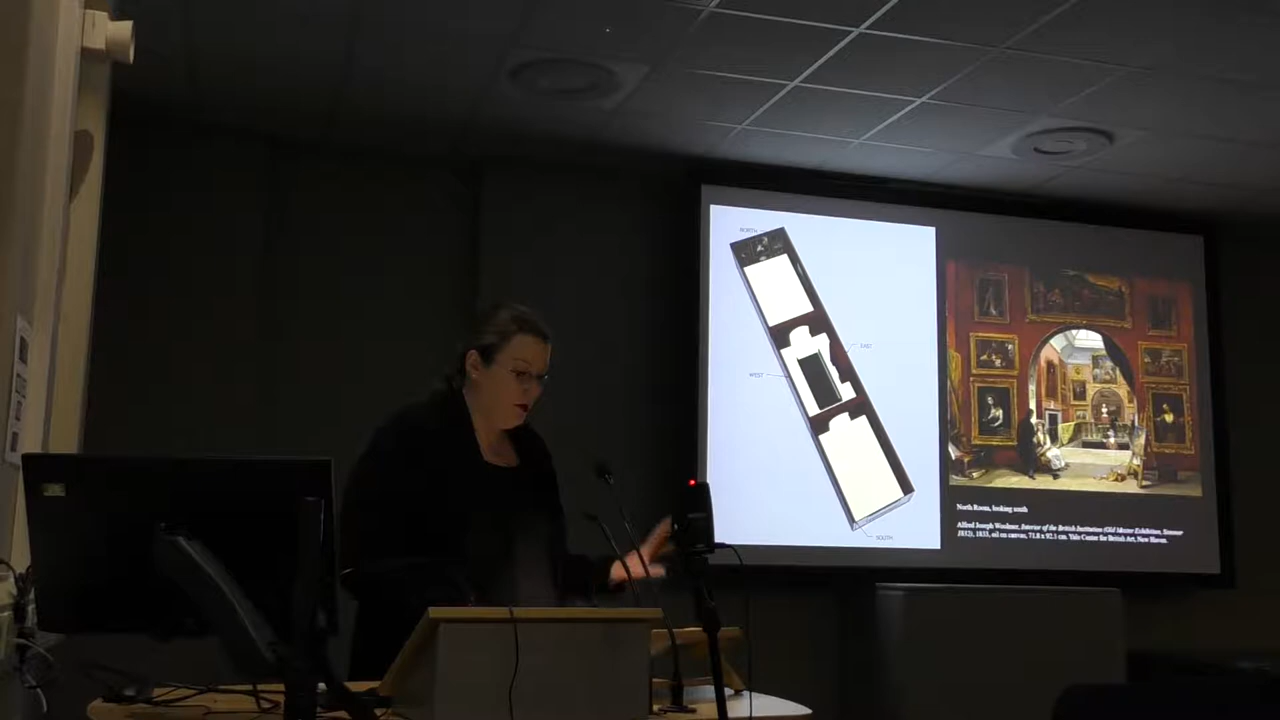 NORTH
EAST
WEST
SOUTH
North Room, looking south
Alfred Joseph Woolmer, Interior of the British Institution (Old Master Exhibition, Summer
1832), 1833, oil on canvas, 71.8 x 92.1 cm. Yale Center for British Art, New Haven.